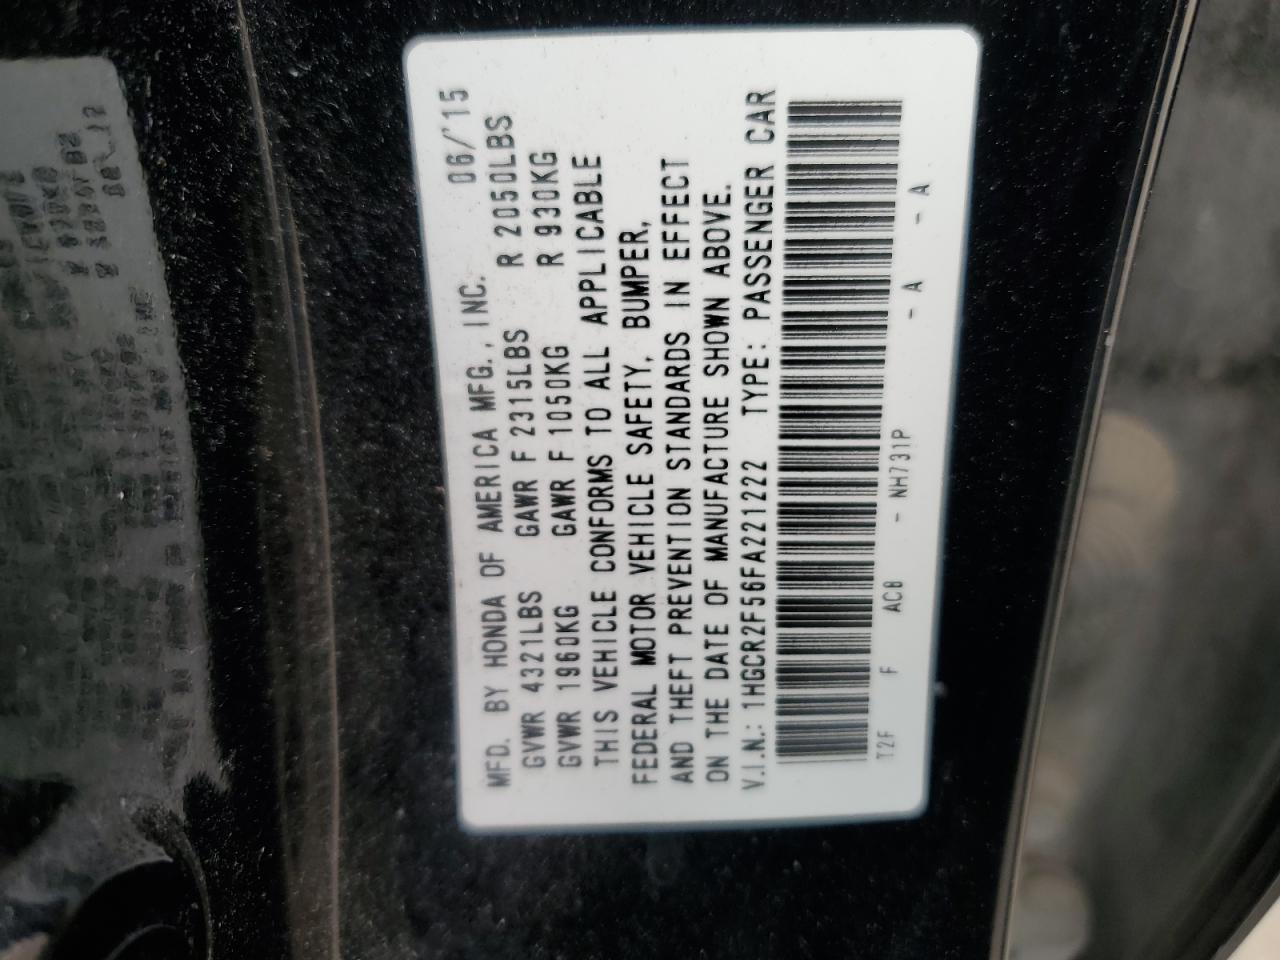 MFD. BY HONDA OF AMERICA MFG., INC. 06/'15
GVWR 4321LBS GAWR F 2315LBS R 2050LBS
GVWR 1960KG GAWR F 1050KG R 930KG
THIS VEHICLE CONFORMS TO ALL APPLICABLE
FEDERAL MOTOR VEHICLE SAFETY, BUMPER,
AND THEFT PREVENTION STANDARDS IN EFFECT
ON THE DATE OF MANUFACTURE SHOWN ABOVE.
V.I.N.: 1HGCR2F56FA221222 TYPE: PASSENGER CAR
T2F F AC8 - NH731P - A - A